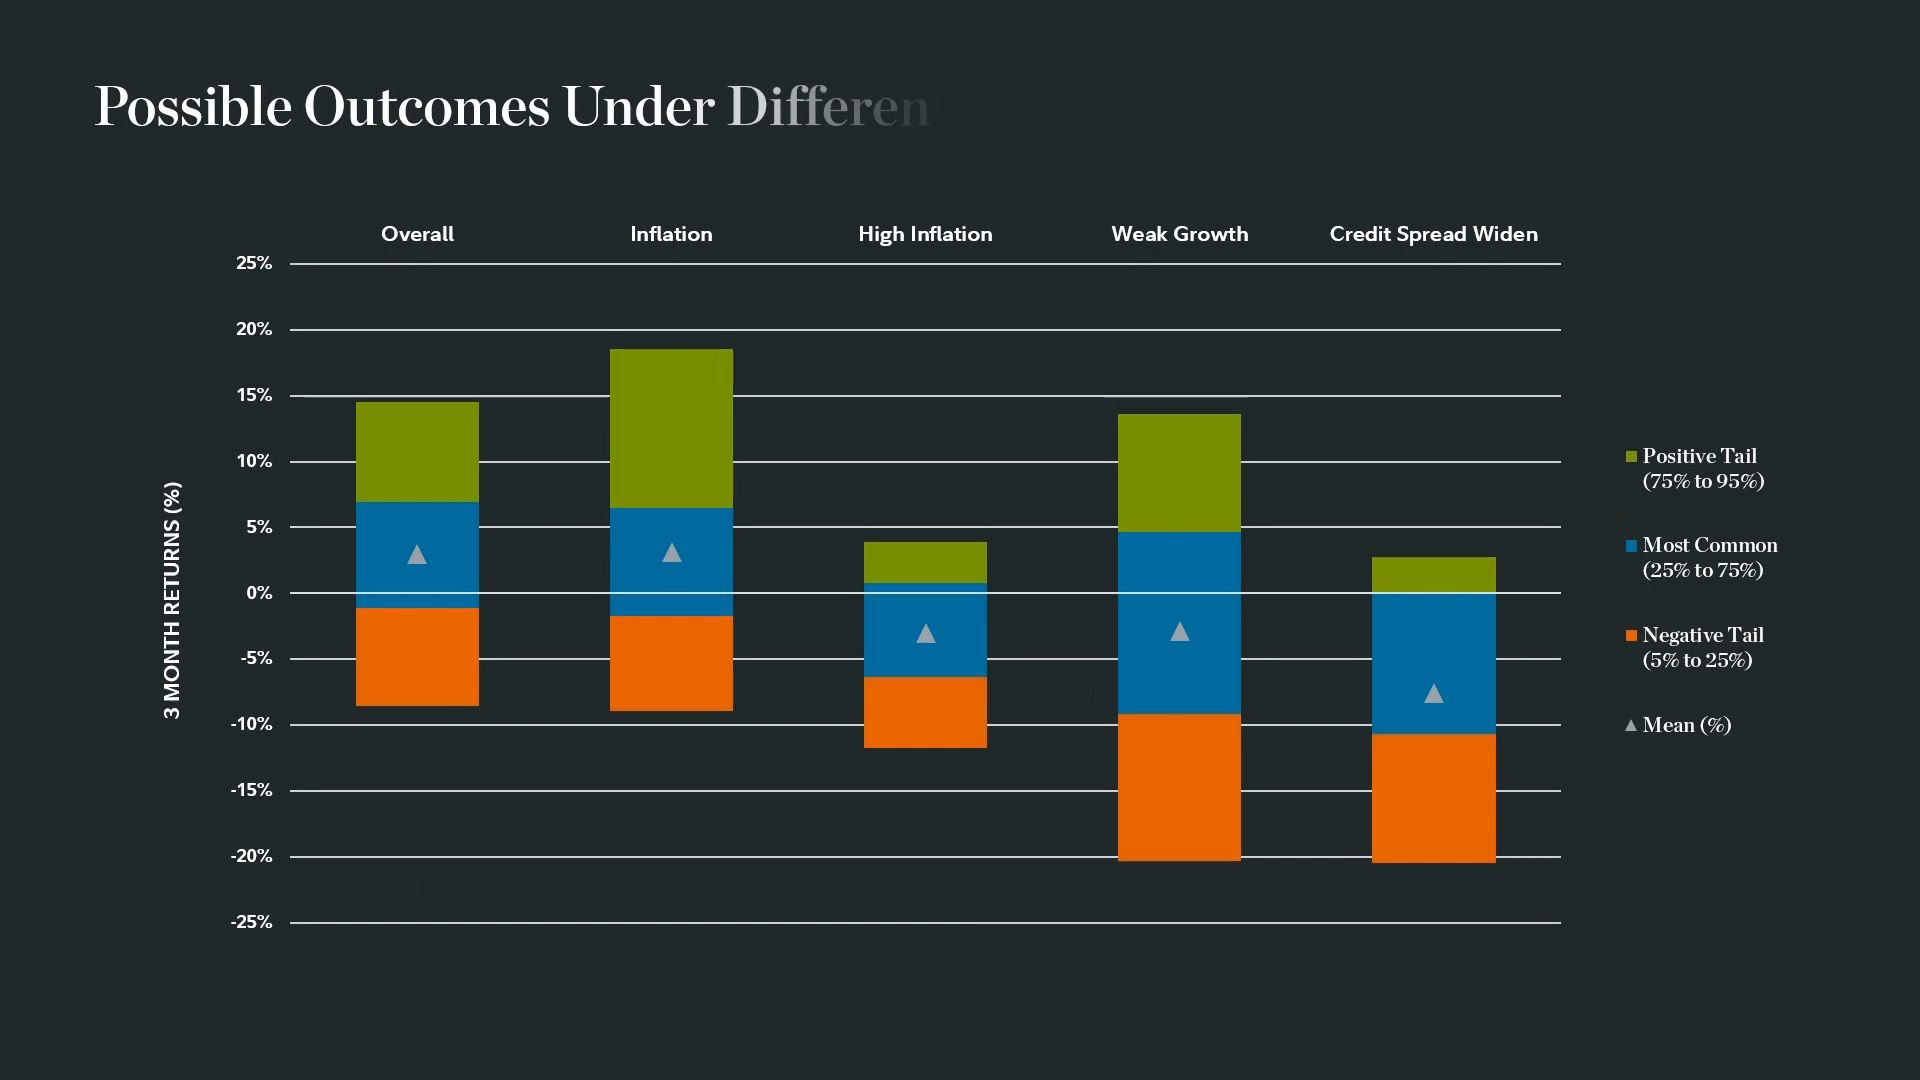 Possible Outcomes Under Differen
Overall
Inflation
High Inflation
Weak Growth
Credit Spread Widen
25%
20%
15%
10%
5%
0%
-5%
-10%
-15%
-20%
-25%
3 MONTH RETURNS (%)
Positive Tail
(75% to 95%)
Most Common
(25% to 75%)
Negative Tail
(5% to 25%)
Mean (%)